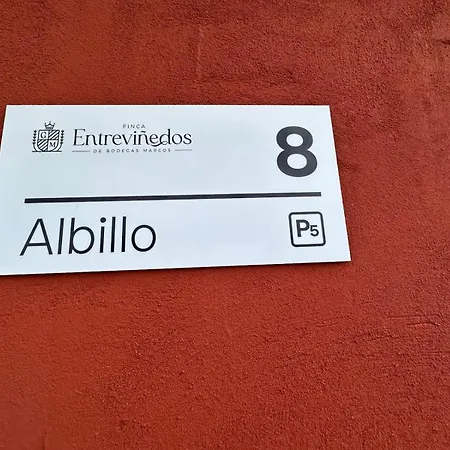 FINCA
Entreviñedos
DE BODEGAS MARCOS
G M
8
Albillo
P5